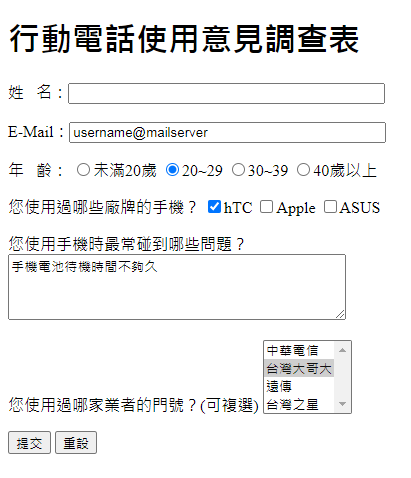 行動電話使用意見調查表
姓 名：
E-Mail：username@mailserver
年 齡： 未滿20歲 20~29 30~39 40歲以上
您使用過哪些廠牌的手機？ hTC Apple ASUS
您使用手機時最常碰到哪些問題？
手機電池待機時間不夠久
中華電信
台灣大哥大
遠傳
台灣之星
您使用過哪家業者的門號？(可複選)
提交 重設